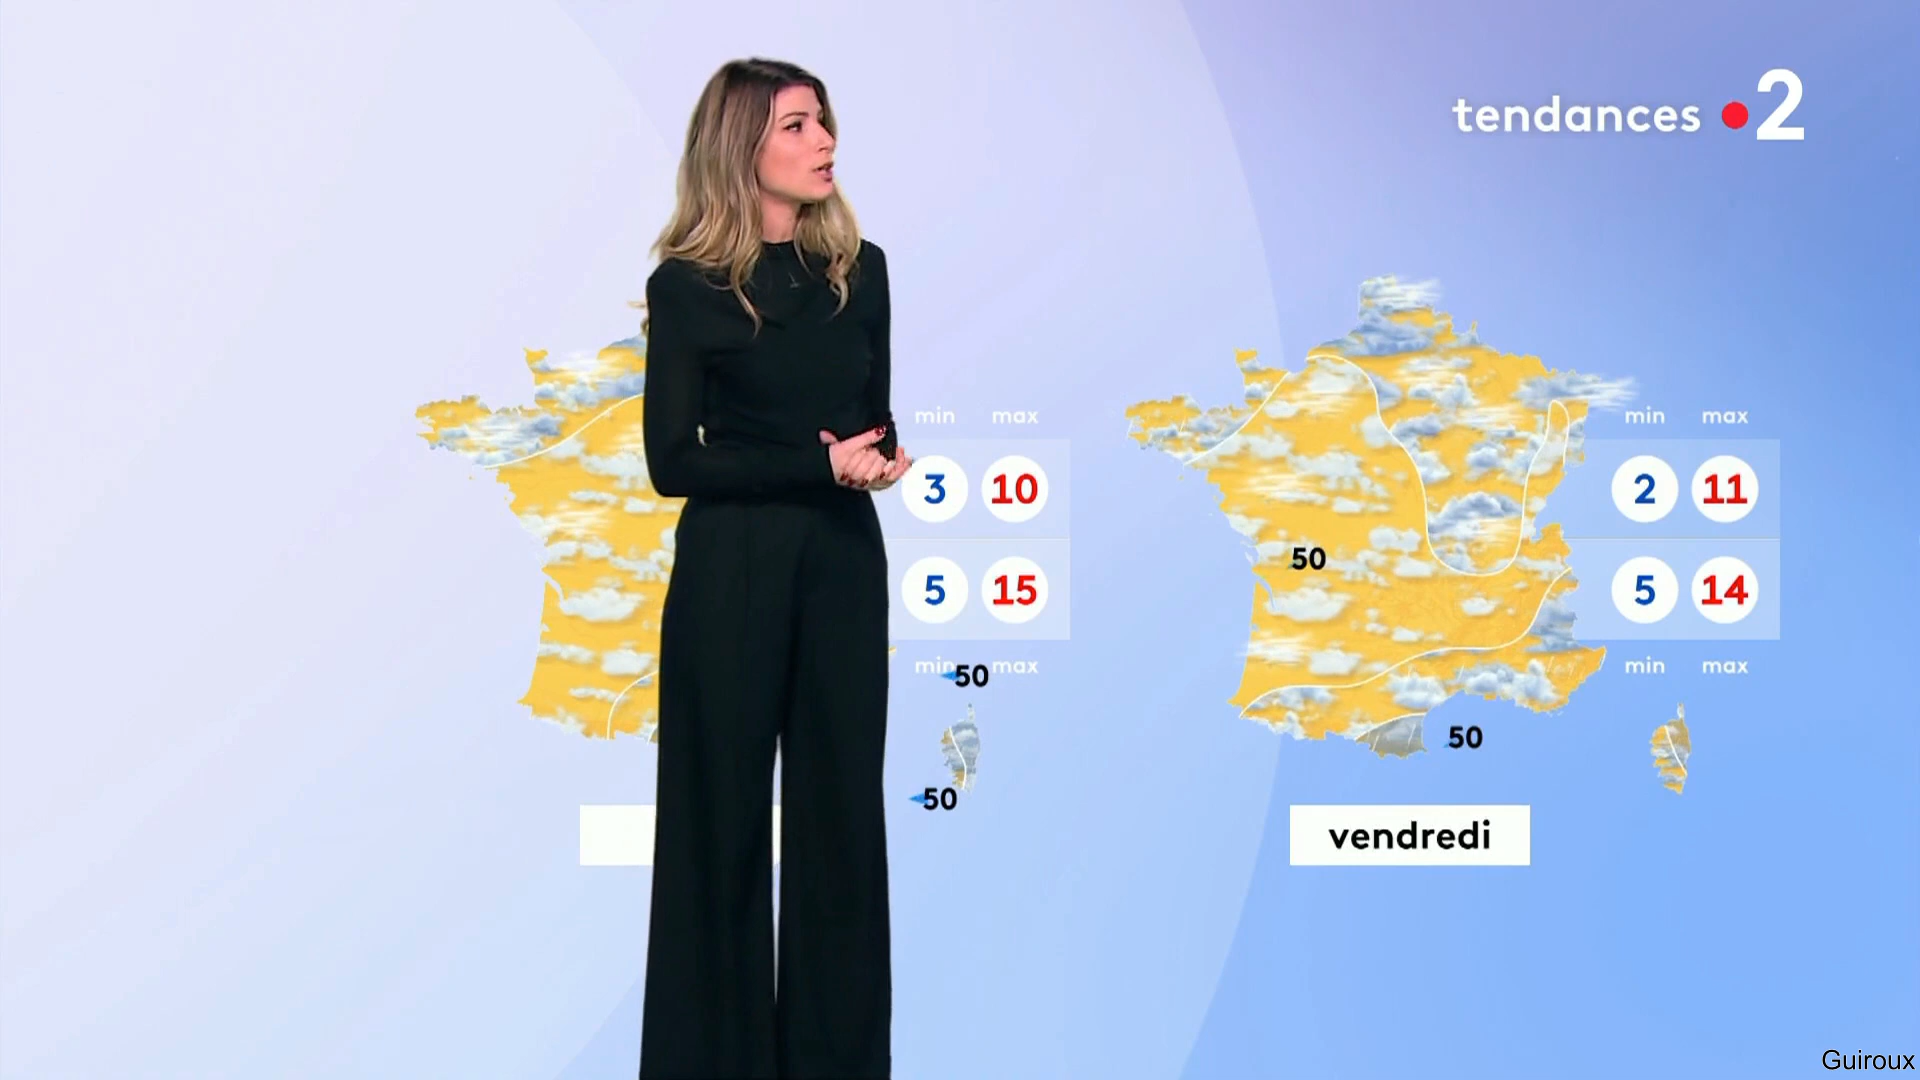 tendances 2
min max
3 10
5 15
min max
50
50
min max
2 11
5 14
min max
50
50
vendredi
Guiroux